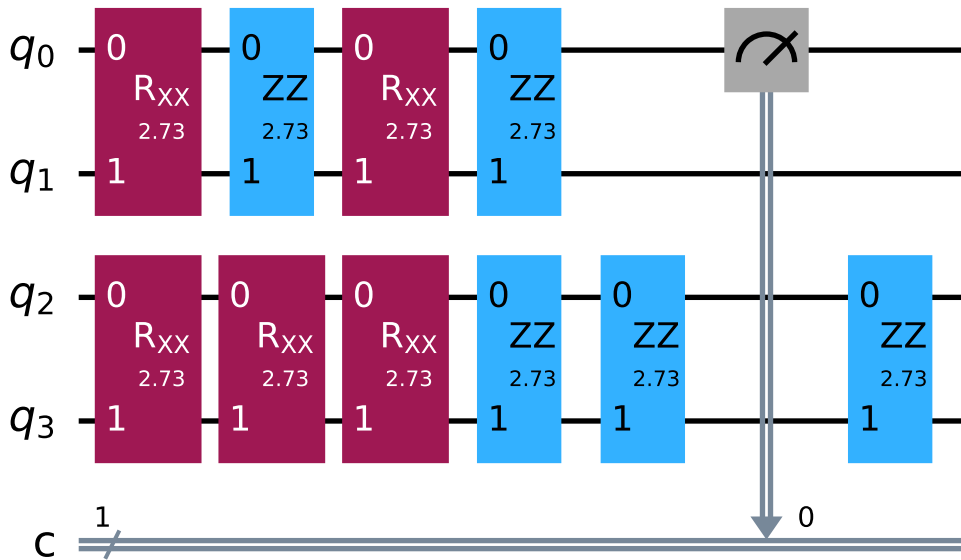 q0 0 0 0 0
RXX ZZ RXX ZZ
2.73 2.73 2.73 2.73
q1 1 1 1 1
q2 0 0 0 0 0 0
RXX RXX RXX ZZ ZZ ZZ
2.73 2.73 2.73 2.73 2.73 2.73
q3 1 1 1 1 1 1
1 0
c